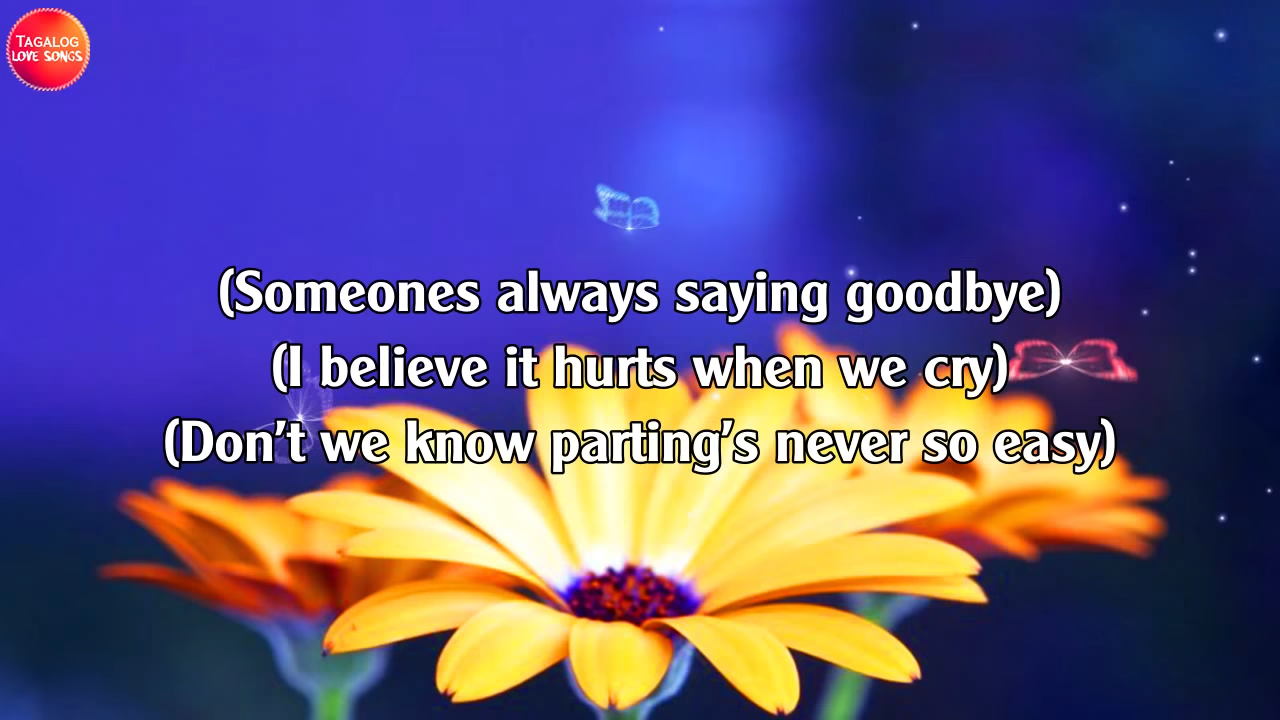 TAGALOG
LOVE SONGS
(Someones always saying goodbye)
(I believe it hurts when we cry)
(Don't we know parting's never so easy)